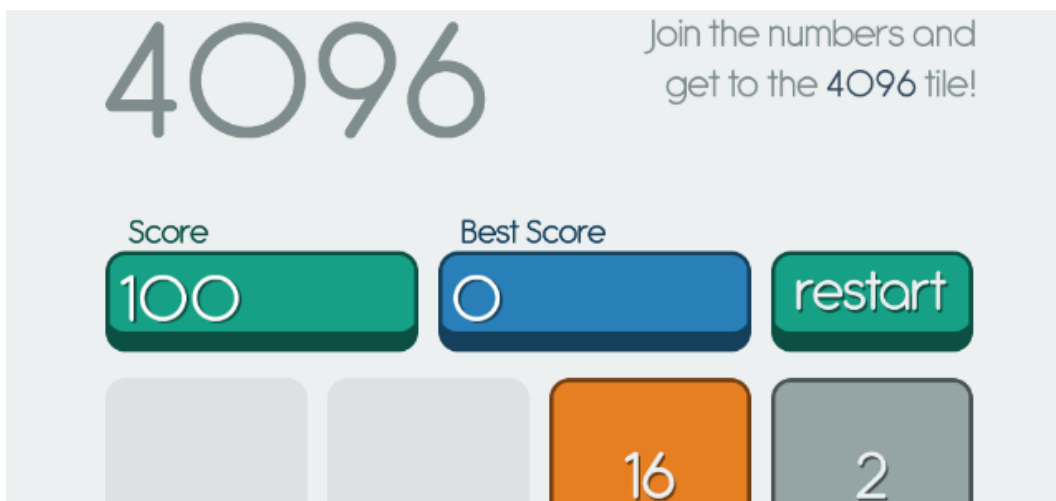 4096
Join the numbers and
get to the 4096 tile!
Score
Best Score
100
0
restart
16
2